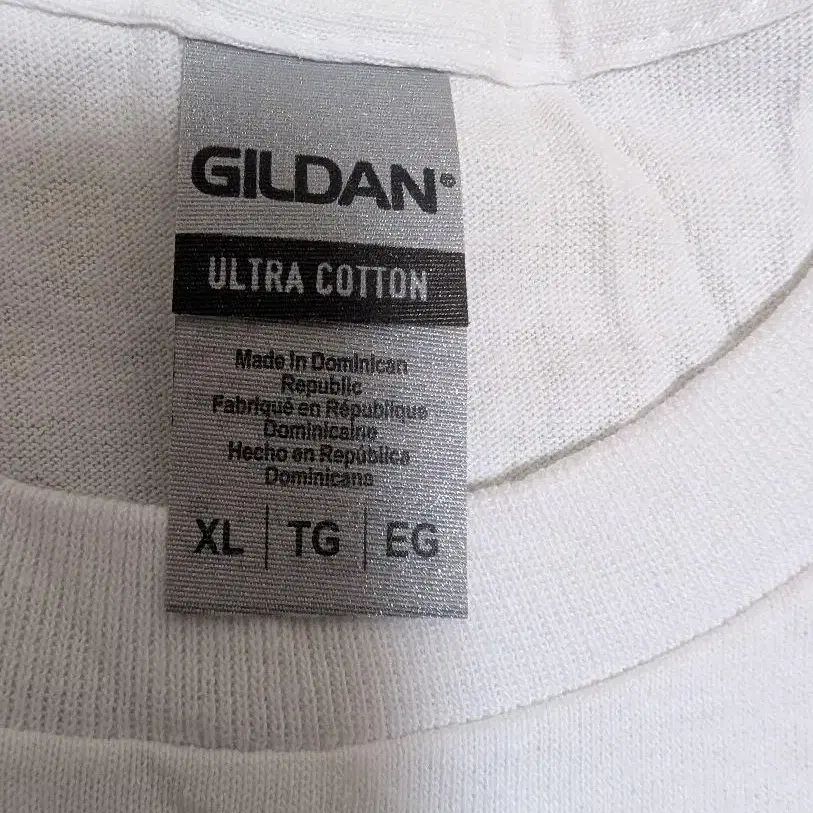 GILDAN®
ULTRA COTTON
Made In Dominican
Republic
Fabriqué en République
Dominicaine
Hecho en República
Dominicana
XL | TG | EG